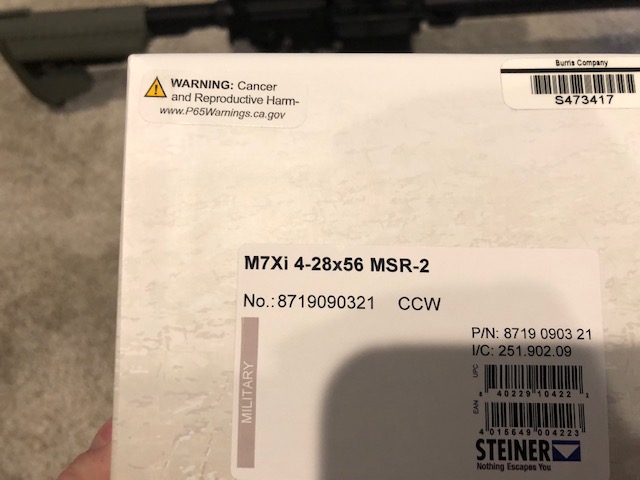 WARNING: Cancer
and Reproductive Harm-
www.P65Warnings.ca.gov
Burris Company
S473417
M7Xi 4-28x56 MSR-2
No.: 8719090321 CCW
P/N: 8719 0903 21
I/C: 251.902.09
MILITARY
UPC
8 40229 10422 2
EAN
4 015649 004223
STEINER
Nothing Escapes You